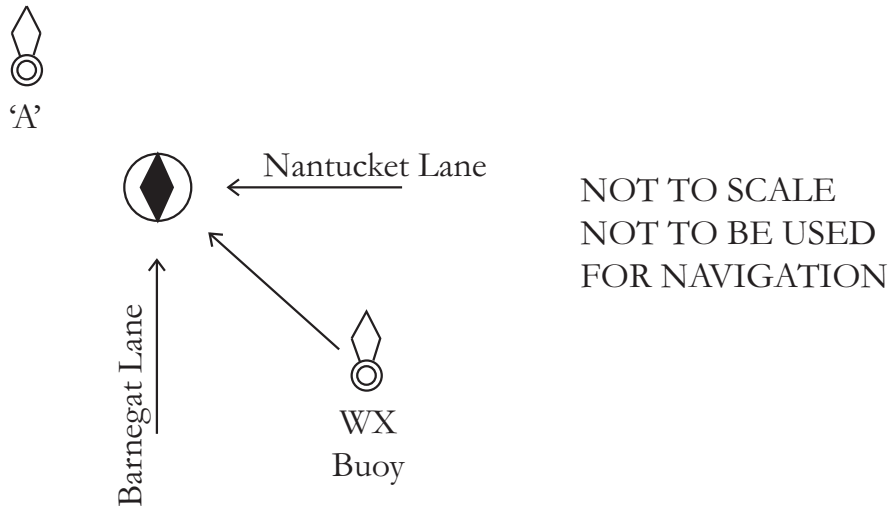 ‘A’
Nantucket Lane
NOT TO SCALE
NOT TO BE USED
FOR NAVIGATION
Barnegat Lane
WX
Buoy